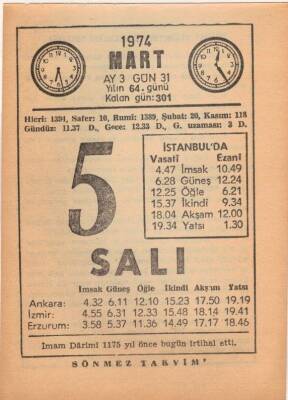 1974
MART
AY 3 GÜN 31
Yılın 64. günü
Kalan gün: 301
Hicri: 1394, Safer: 10, Rumî: 1389, Şubat: 20, Kasım: 118
Gündüz: 11.37 D., Gece: 12.33 D., G. uzaması: 3 D.
5
İSTANBUL'DA
Vasatî Ezanî
4.47 İmsak 10.49
6.28 Güneş 12.24
12.25 Öğle 6.21
15.37 İkindi 9.34
18.04 Akşam 12.00
19.34 Yatsı 1.30
SALI
İmsak Güneş Öğle İkindi Akşam Yatsı
Ankara: 4.32 6.11 12.10 15.23 17.50 19.19
İzmir: 4.55 6.31 12.33 15.48 18.14 19.41
Erzurum: 3.58 5.37 11.36 14.49 17.17 18.46
İmam Dârimî 1175 yıl önce bugün irtihal etti.
SÖNMEZ TAKVİM